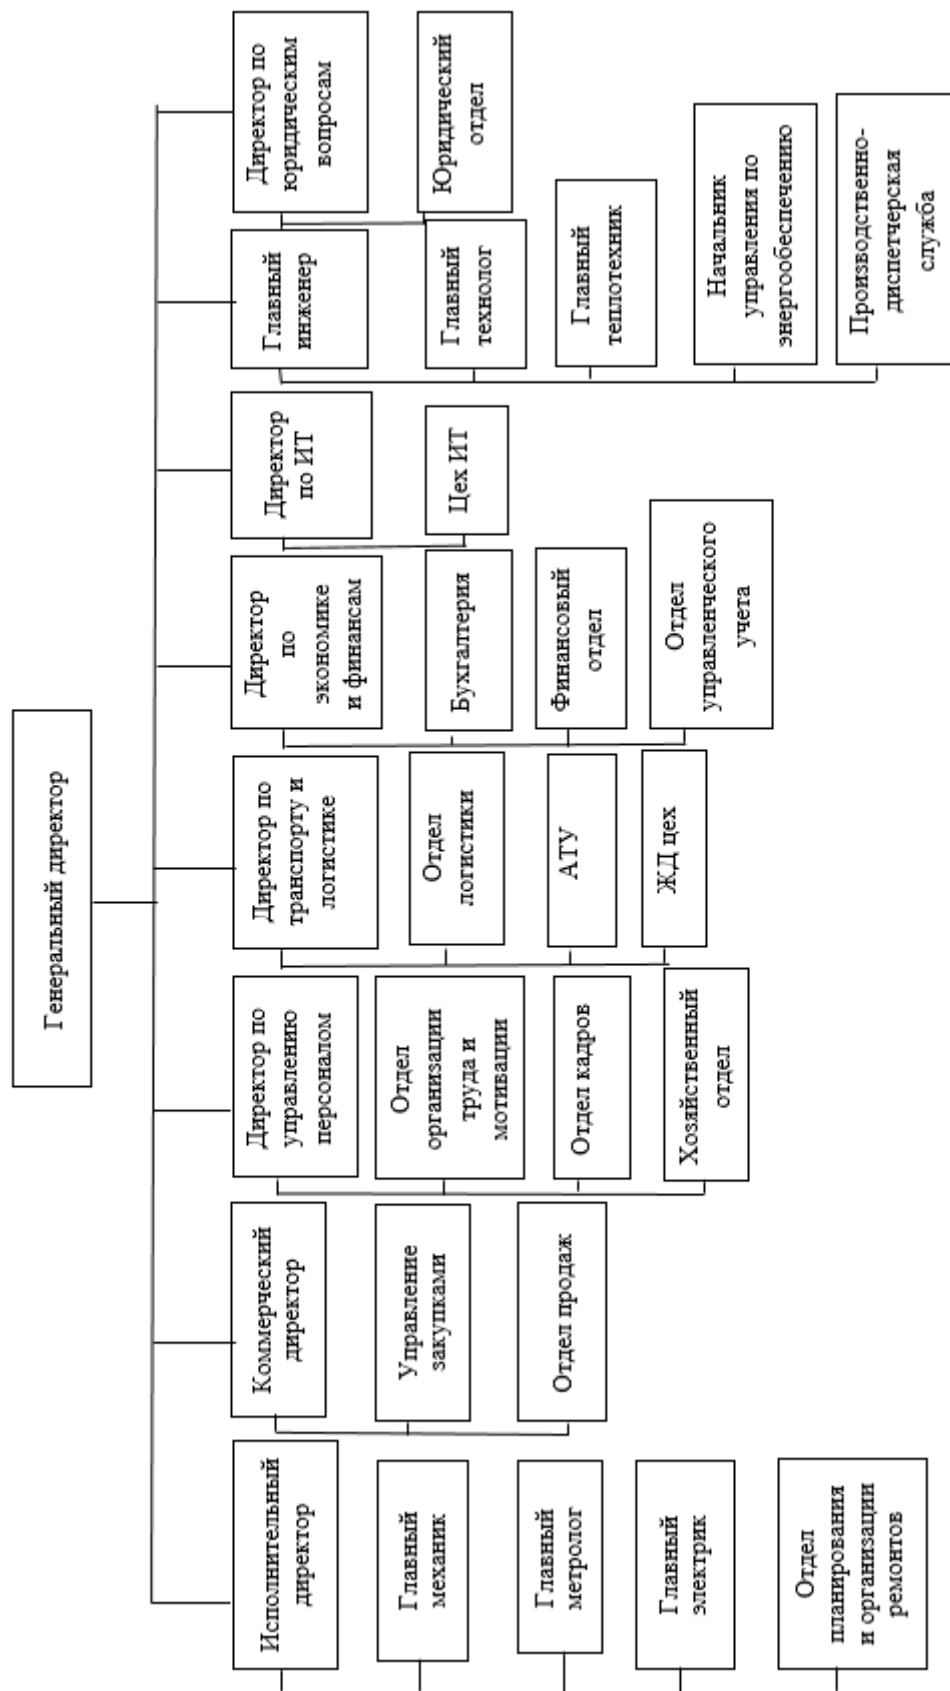 Генеральный директор
Исполнительный
директор
Главный
механик
Главный
метролог
Главный
электрик
Отдел
планирования
и организации
ремонтов
Коммерческий
директор
Управление
закупками
Отдел продаж
Директор по
управлению
персоналом
Отдел
организации
труда и
мотивации
Отдел кадров
Хозяйственный
отдел
Директор по
транспорту и
логистике
Отдел
логистики
АТУ
ЖД цех
Директор
по
экономике
и финансам
Бухгалтерия
Финансовый
отдел
Отдел
управленческого
учета
Директор
по ИТ
Цех ИТ
Главный
инженер
Главный
технолог
Главный
теплотехник
Начальник
управления по
энергообеспечению
Производственно-
диспетчерская
служба
Директор по
юридическим
вопросам
Юридический
отдел